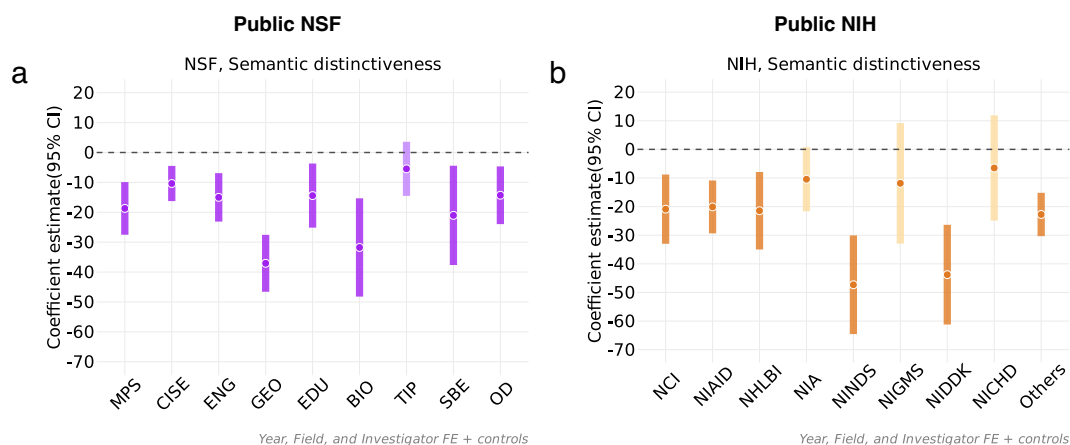 Public NSF
Public NIH
a
NSF, Semantic distinctiveness
Coefficient estimate(95% CI)
20
10
0
-10
-20
-30
-40
-50
-60
-70
MPS
CISE
ENG
GEO
EDU
BIO
TIP
SBE
OD
Year, Field, and Investigator FE + controls
b
NIH, Semantic distinctiveness
Coefficient estimate(95% CI)
20
10
0
-10
-20
-30
-40
-50
-60
-70
NCI
NIAID
NHLBI
NIA
NINDS
NIGMS
NIDDK
NICHD
Others
Year, Field, and Investigator FE + controls